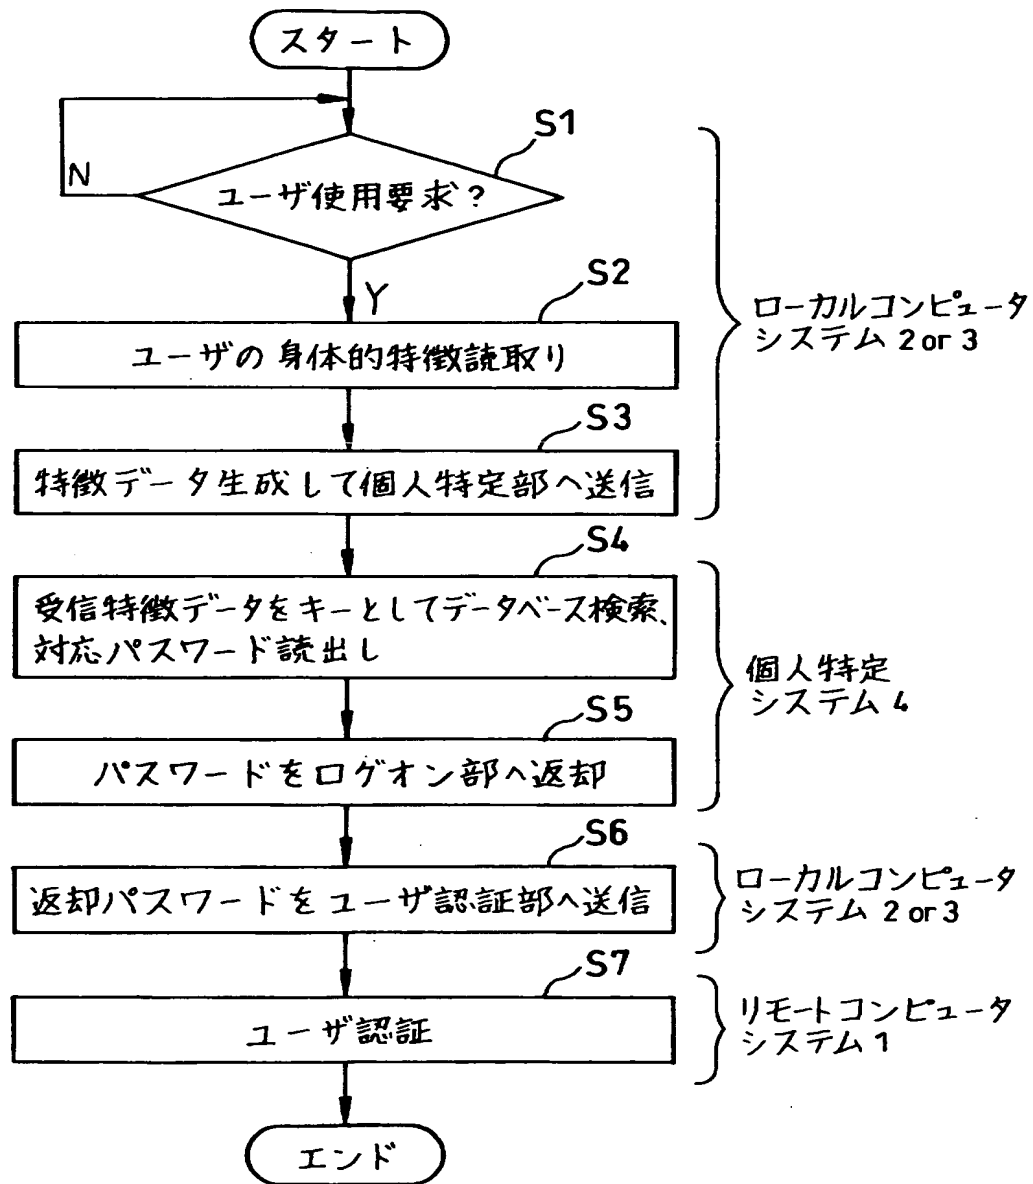 スタート
S1
N
ユーザ使用要求?
Y
S2
ユーザの身体的特徴読取り
S3
特徴データ生成して個人特定部へ送信
ローカルコンピュータ
システム 2 or 3
S4
受信特徴データをキーとしてデータベース検索、
対応パスワード読出し
S5
パスワードをログオン部へ返却
個人特定
システム 4
S6
返却パスワードをユーザ認証部へ送信
ローカルコンピュータ
システム 2 or 3
S7
ユーザ認証
リモートコンピュータ
システム 1
エンド